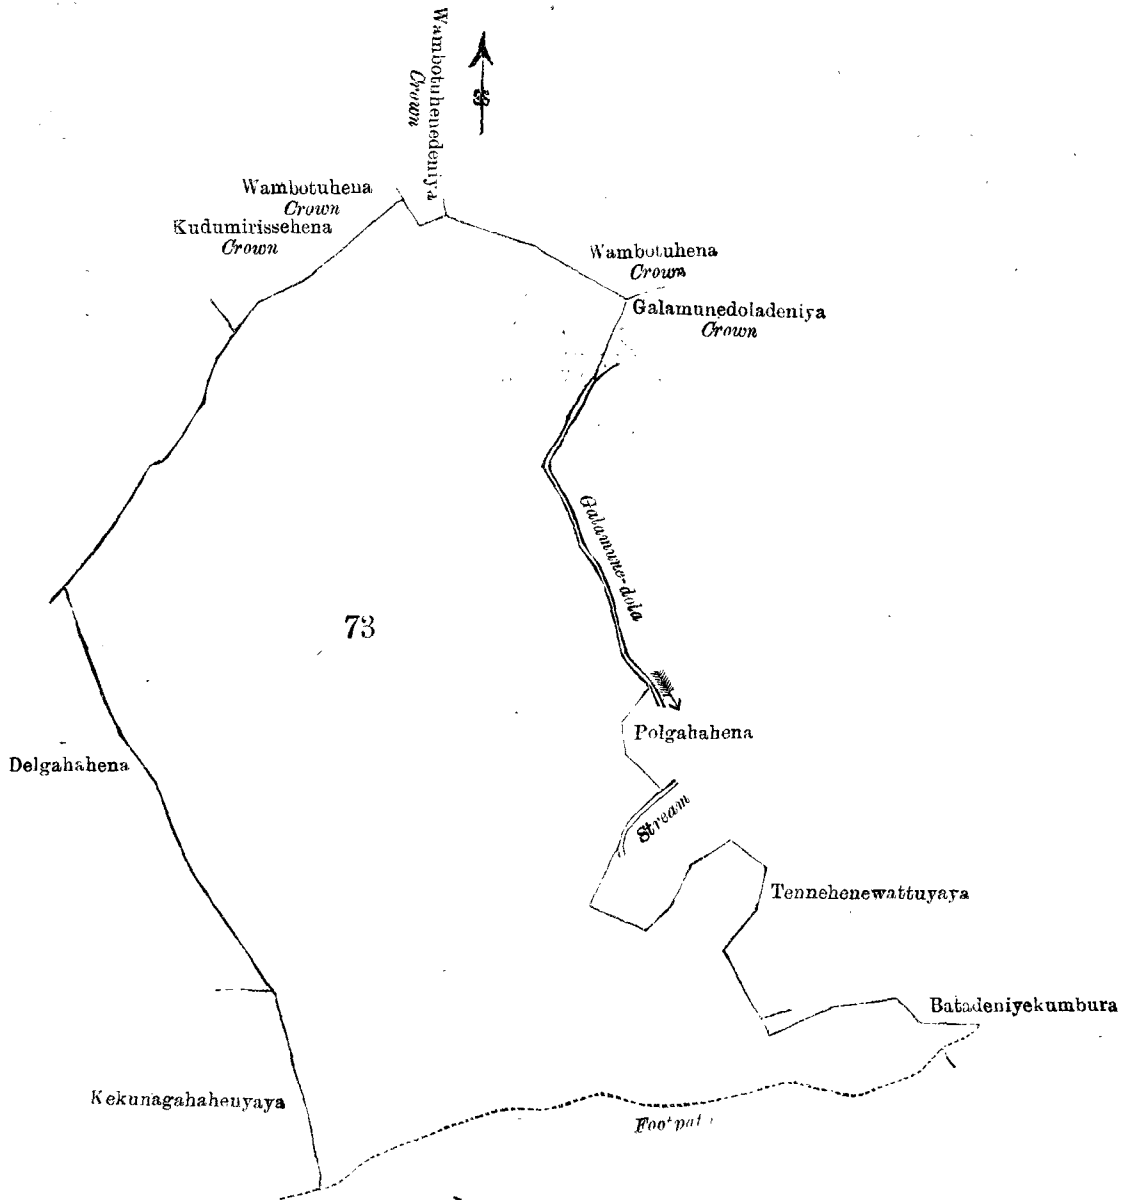 Wambotuhenedeniya
Crown
Wambotuhena
Crown
Kudumirissehena
Crown
Wambotuhena
Crown
Galamunedoladeniya
Crown
Galamune-dola
73
Polgahahena
Delgahahena
Stream
Tennehenewattuyaya
Batadeniyekumbura
Kekunagahahenyaya